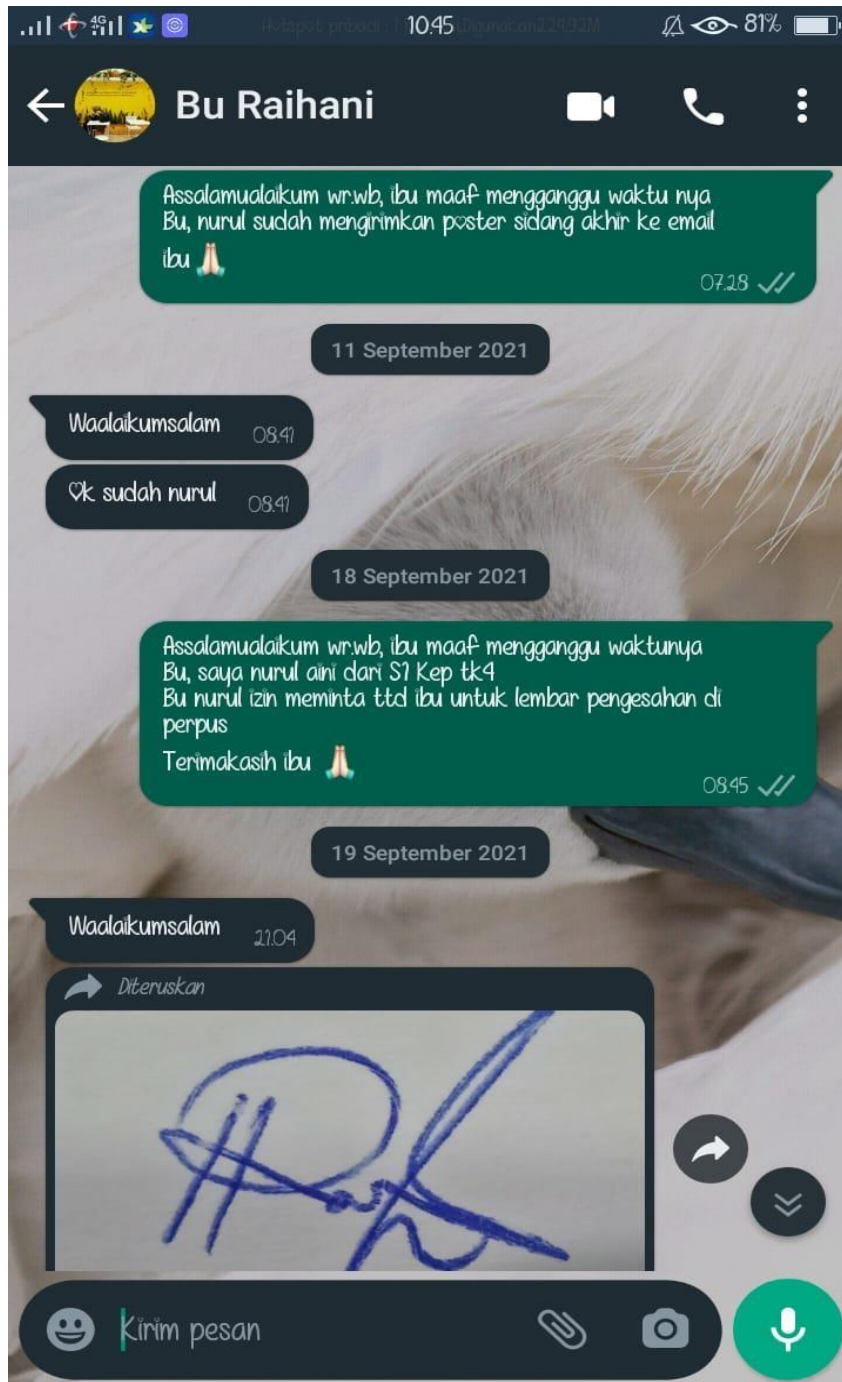 10.45
81%
Bu Raihani
Assalamualaikum wr.wb, ibu maaf mengganggu waktu nya
Bu, nurul sudah mengirimkan poster sidang akhir ke email
ibu 🙏🏻
07.28
11 September 2021
Waalaikumsalam
08.41
Ok sudah nurul
08.41
18 September 2021
Assalamualaikum wr.wb, ibu maaf mengganggu waktunya
Bu, saya nurul aini dari S1 Kep tk4
Bu nurul izin meminta ttd ibu untuk lembar pengesahan di
perpus
Terimakasih ibu 🙏🏻
08.45
19 September 2021
Waalaikumsalam
21.04
Diteruskan
Kirim pesan